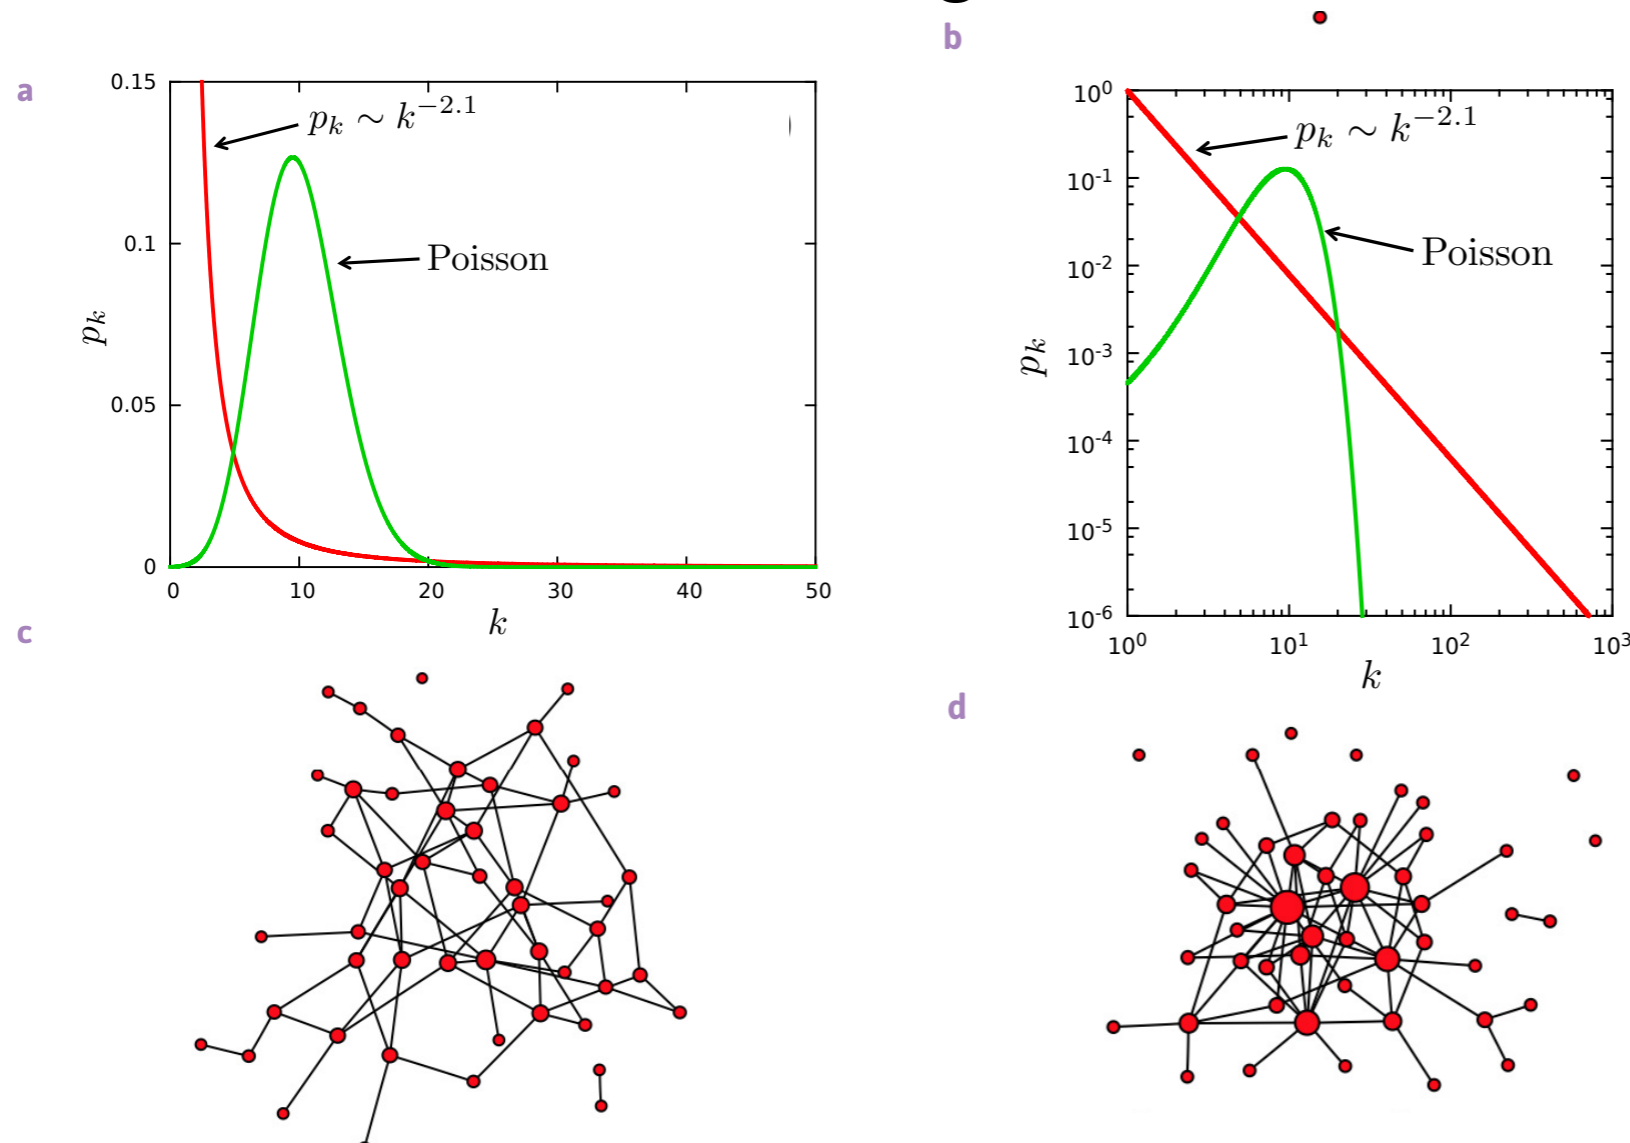 a
0.15
0.1
0.05
0
p_k
p_k ∼ k^{-2.1}
Poisson
0 10 20 30 40 50
k
b
10^0
10^{-1}
10^{-2}
10^{-3}
10^{-4}
10^{-5}
10^{-6}
p_k
p_k ∼ k^{-2.1}
Poisson
10^0 10^1 10^2 10^3
k
c
d